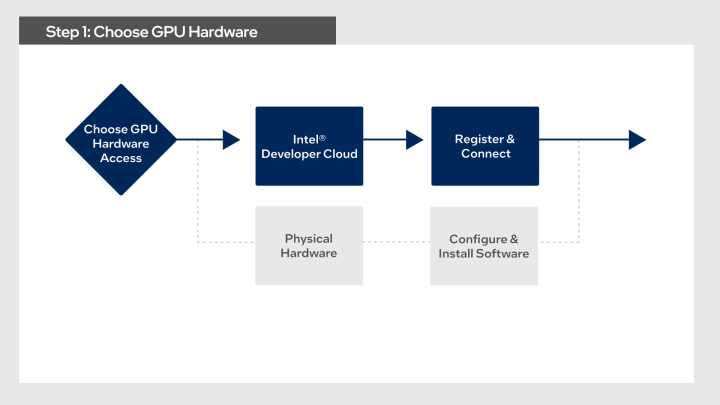 Step 1: Choose GPU Hardware
Choose GPU
Hardware
Access
Intel®
Developer Cloud
Register &
Connect
Physical
Hardware
Configure &
Install Software